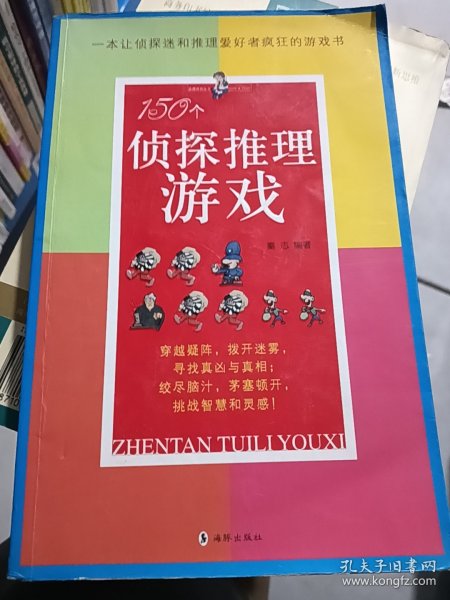 一本让侦探迷和推理爱好者疯狂的游戏书
150个
侦探推理
游戏
编著
穿越疑阵，拨开迷雾，
寻找真凶与真相；
绞尽脑汁，茅塞顿开，
挑战智慧和灵感！
ZHENTAN TUILI YOUXI
海豚出版社
孔夫子旧书网
www.kongfz.com